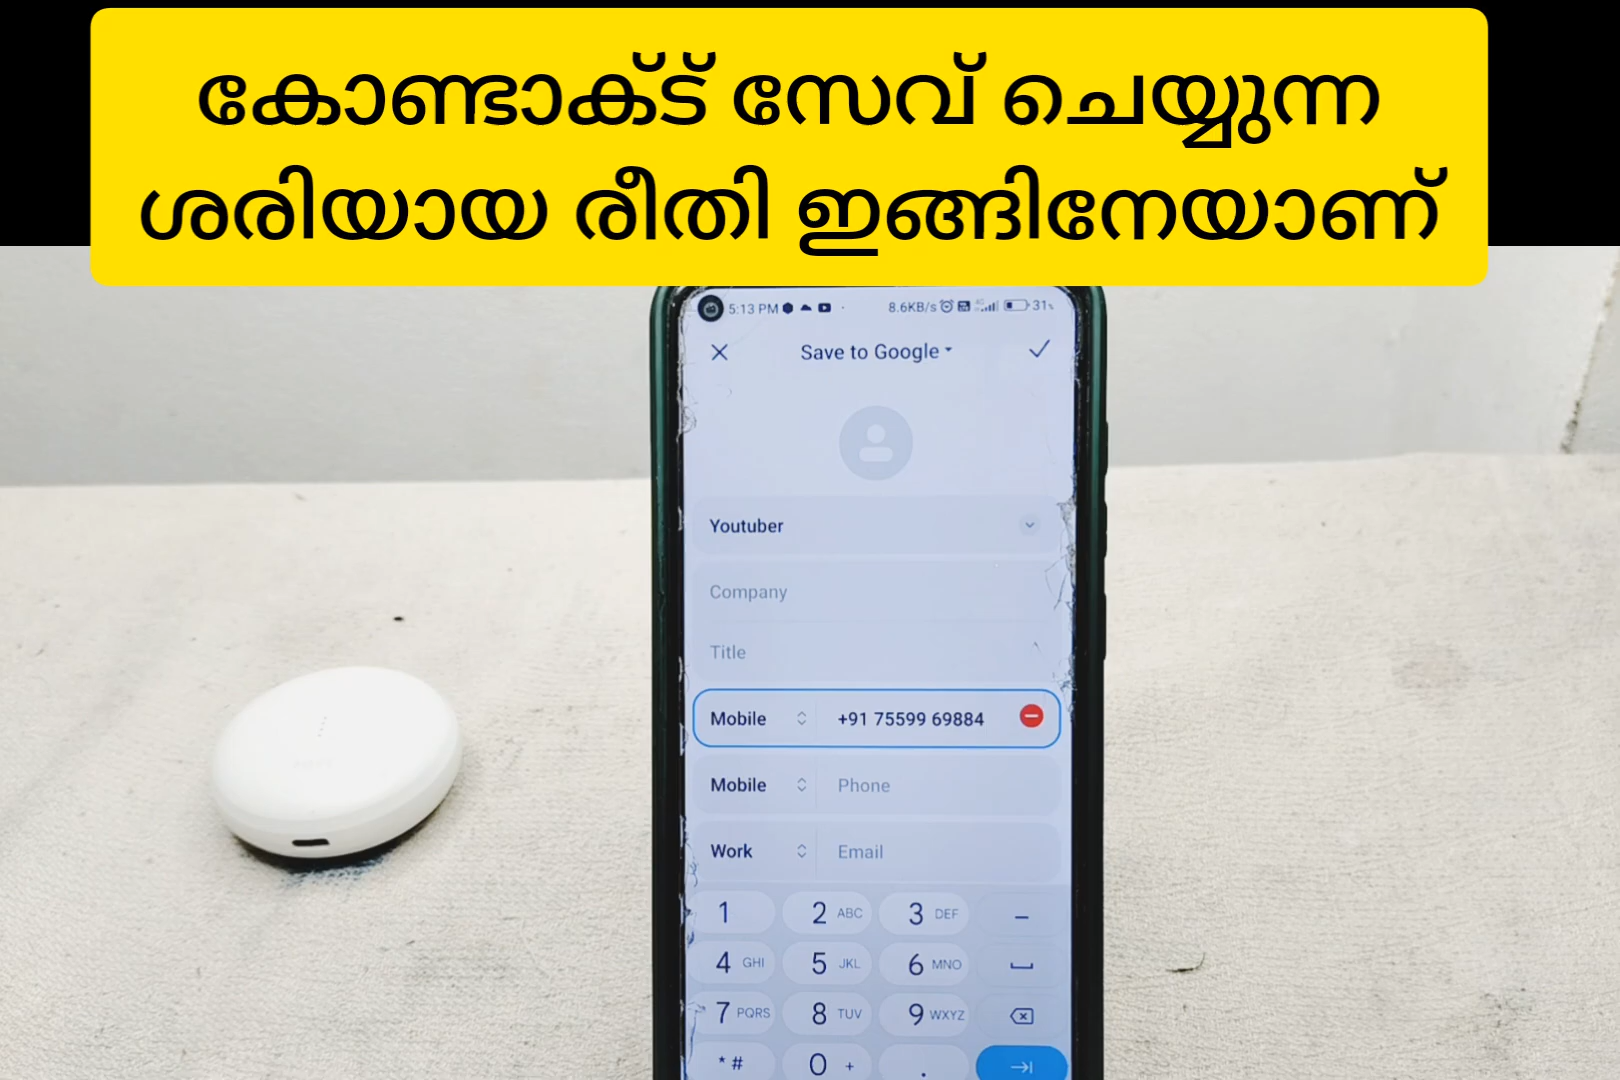 കോണ്ടാക്ട് സേവ് ചെയ്യുന്ന
ശരിയായ രീതി ഇങ്ങിനേയാണ്
5:13 PM 8.6KB/s 4G 31%
Save to Google
Youtuber
Company
Title
Mobile +91 75599 69884
Mobile Phone
Work Email
1 2 ABC 3 DEF -
4 GHI 5 JKL 6 MNO
7 PQRS 8 TUV 9 WXYZ
* # 0 + .